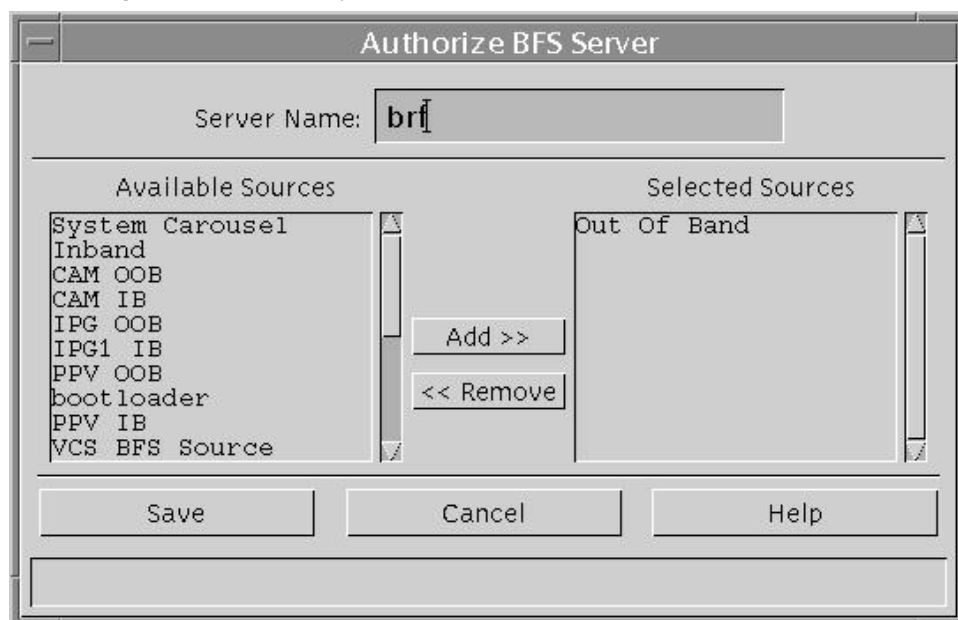 Authorize BFS Server
Server Name: brf
Available Sources
Selected Sources
System Carousel
Inband
CAM OOB
CAM IB
IPG OOB
IPG1 IB
PPV OOB
bootloader
PPV IB
VCS BFS Source
Add >>
<< Remove
Out Of Band
Save
Cancel
Help